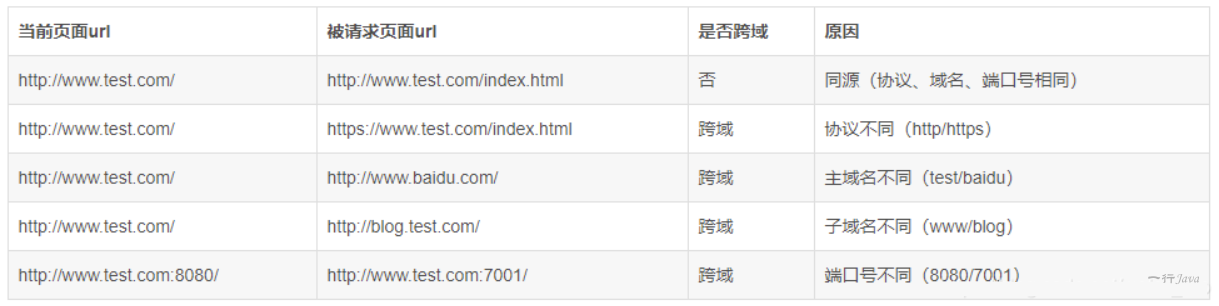 当前页面url 被请求页面url 是否跨域 原因
http://www.test.com/ http://www.test.com/index.html 否 同源（协议、域名、端口号相同）
http://www.test.com/ https://www.test.com/index.html 跨域 协议不同（http/https）
http://www.test.com/ http://www.baidu.com/ 跨域 主域名不同（test/baidu）
http://www.test.com/ http://blog.test.com/ 跨域 子域名不同（www/blog）
http://www.test.com:8080/ http://www.test.com:7001/ 跨域 端口号不同（8080/7001）
一行Java